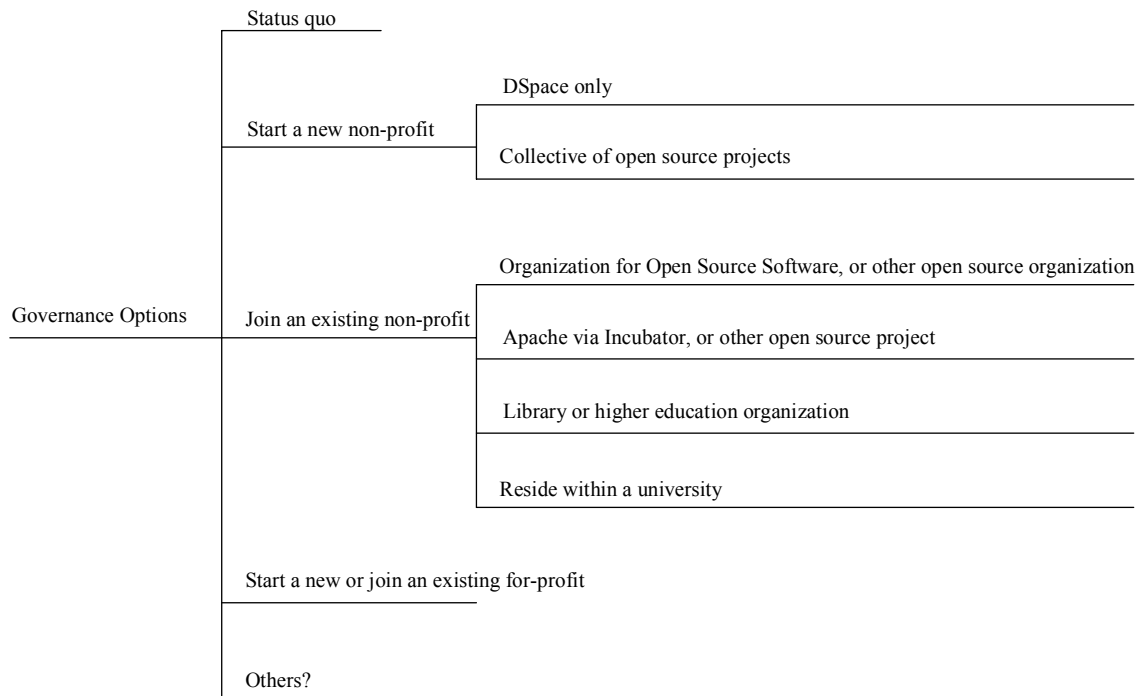 Status quo
DSpace only
Start a new non-profit
Collective of open source projects
Organization for Open Source Software, or other open source organization
Governance Options
Join an existing non-profit
Apache via Incubator, or other open source project
Library or higher education organization
Reside within a university
Start a new or join an existing for-profit
Others?